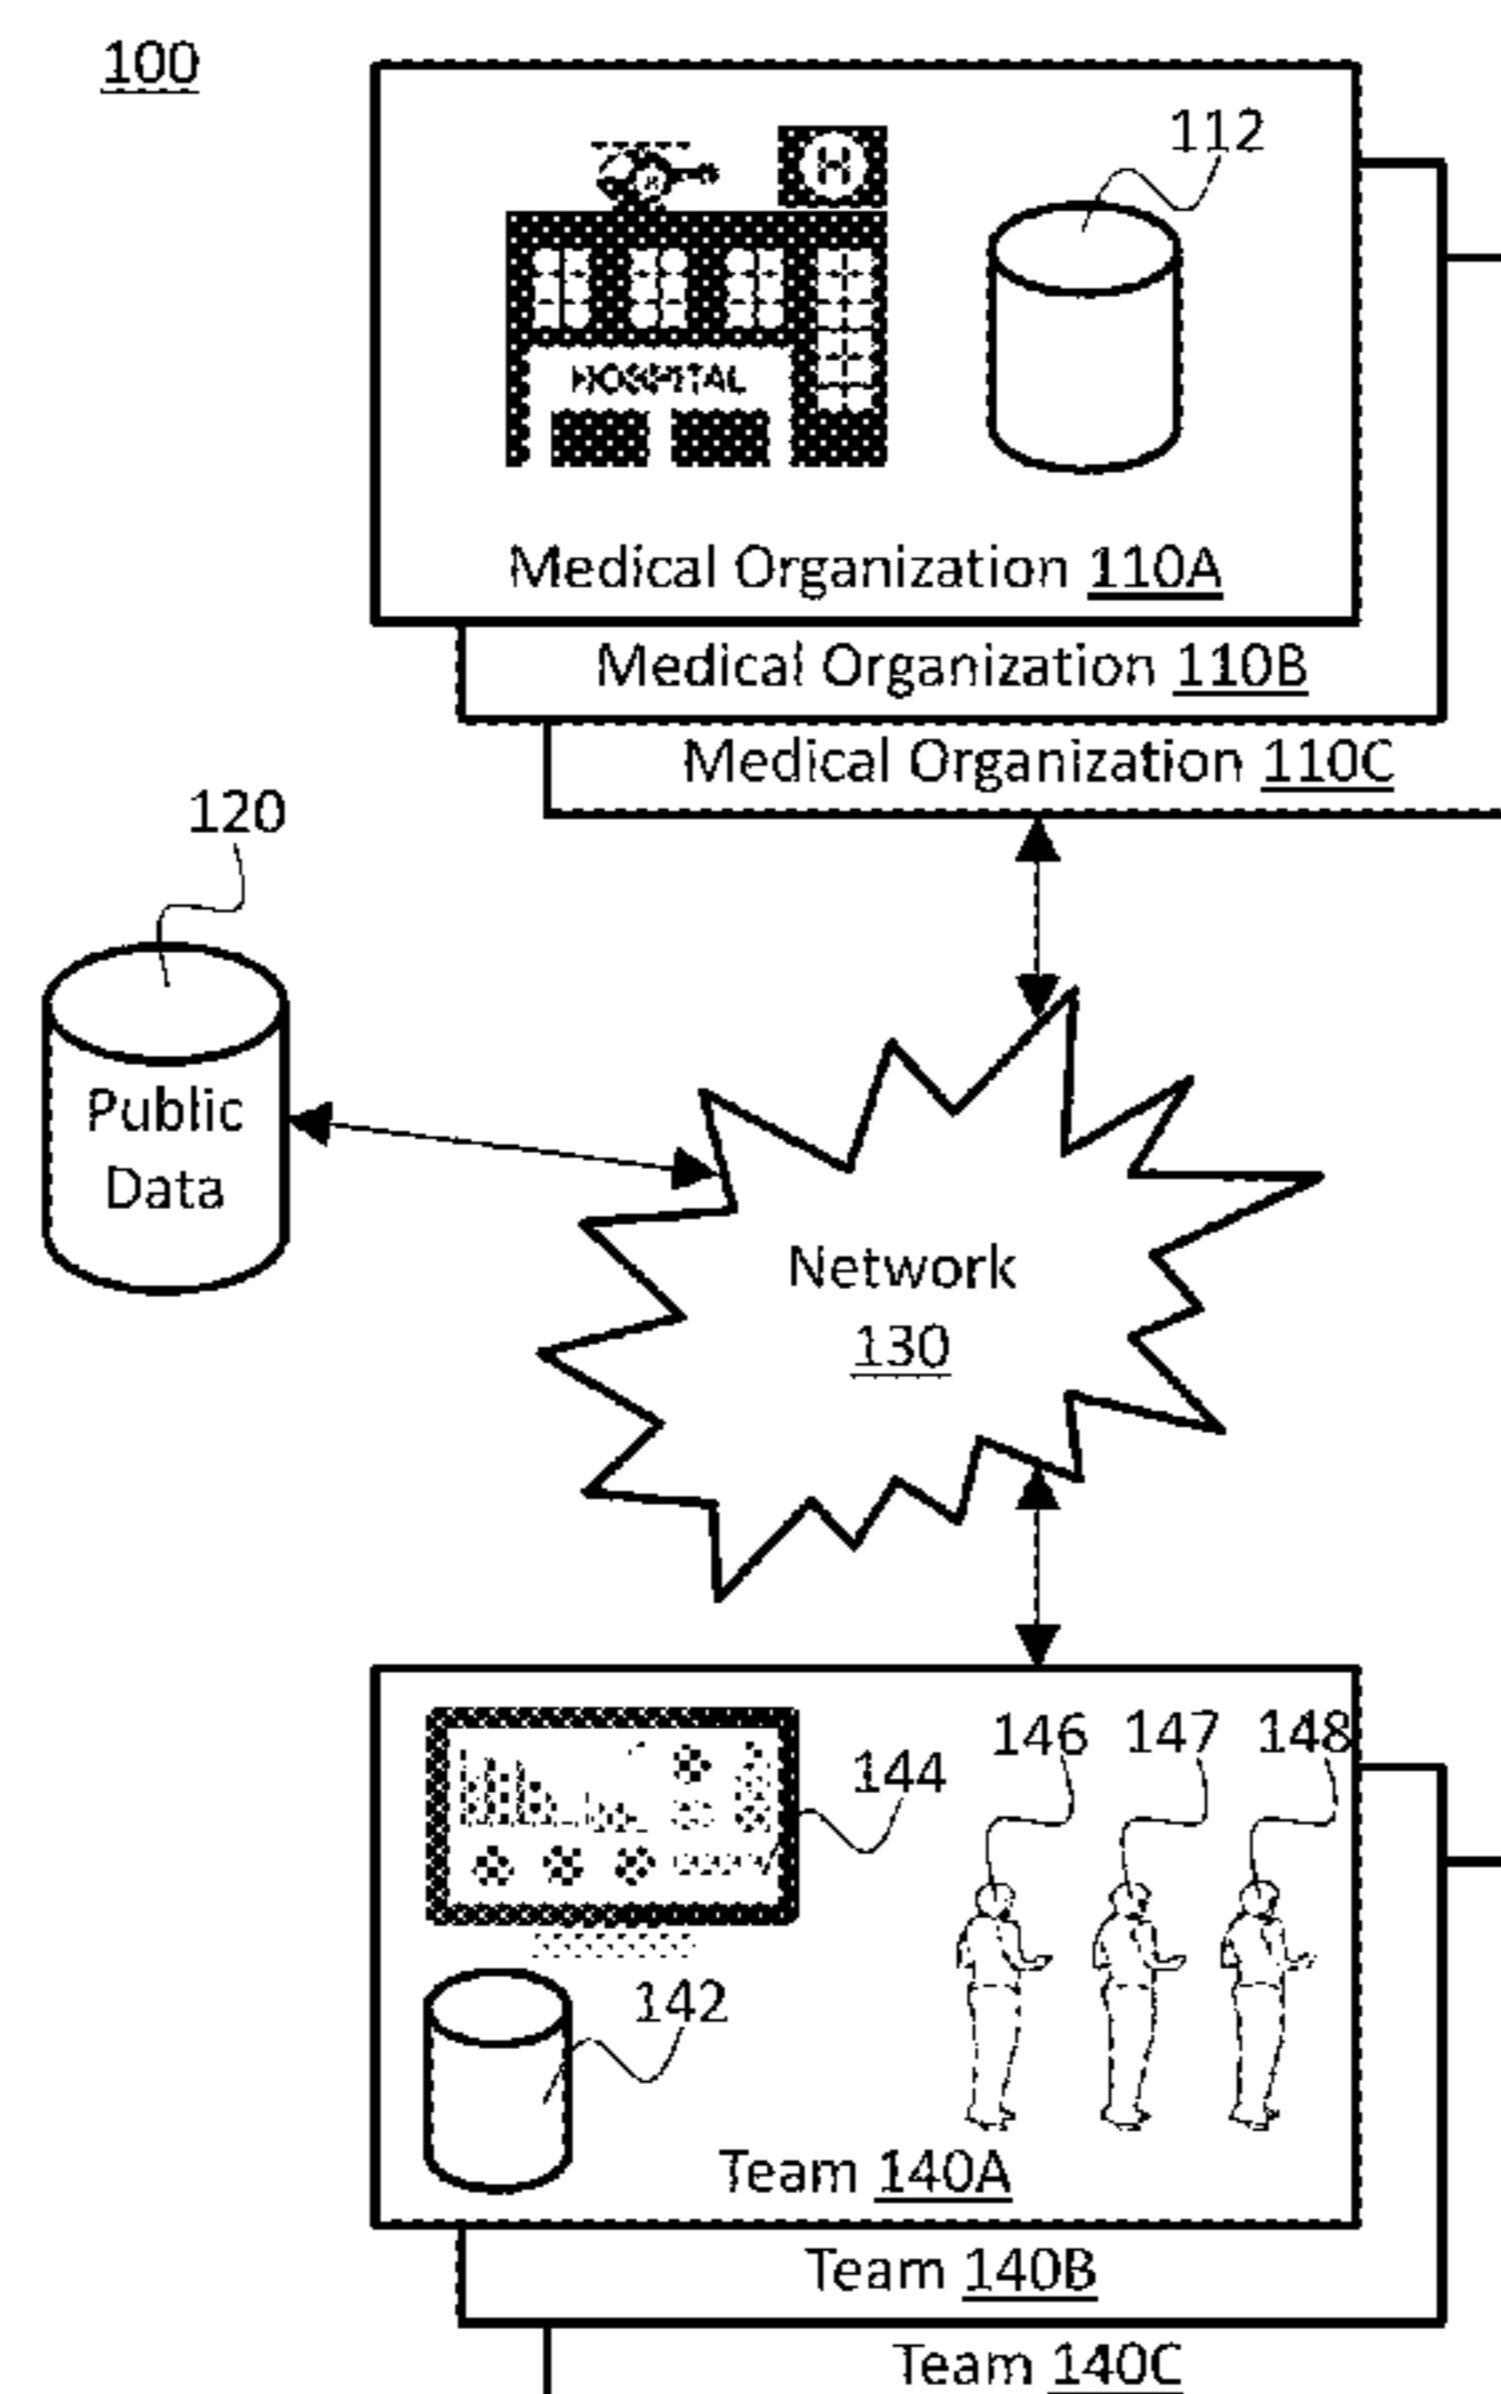 100
112
H
HOSPITAL
Medical Organization 110A
Medical Organization 110B
Medical Organization 110C
120
Public
Data
Network
130
146 147 148
144
142
Team 140A
Team 140B
Team 140C